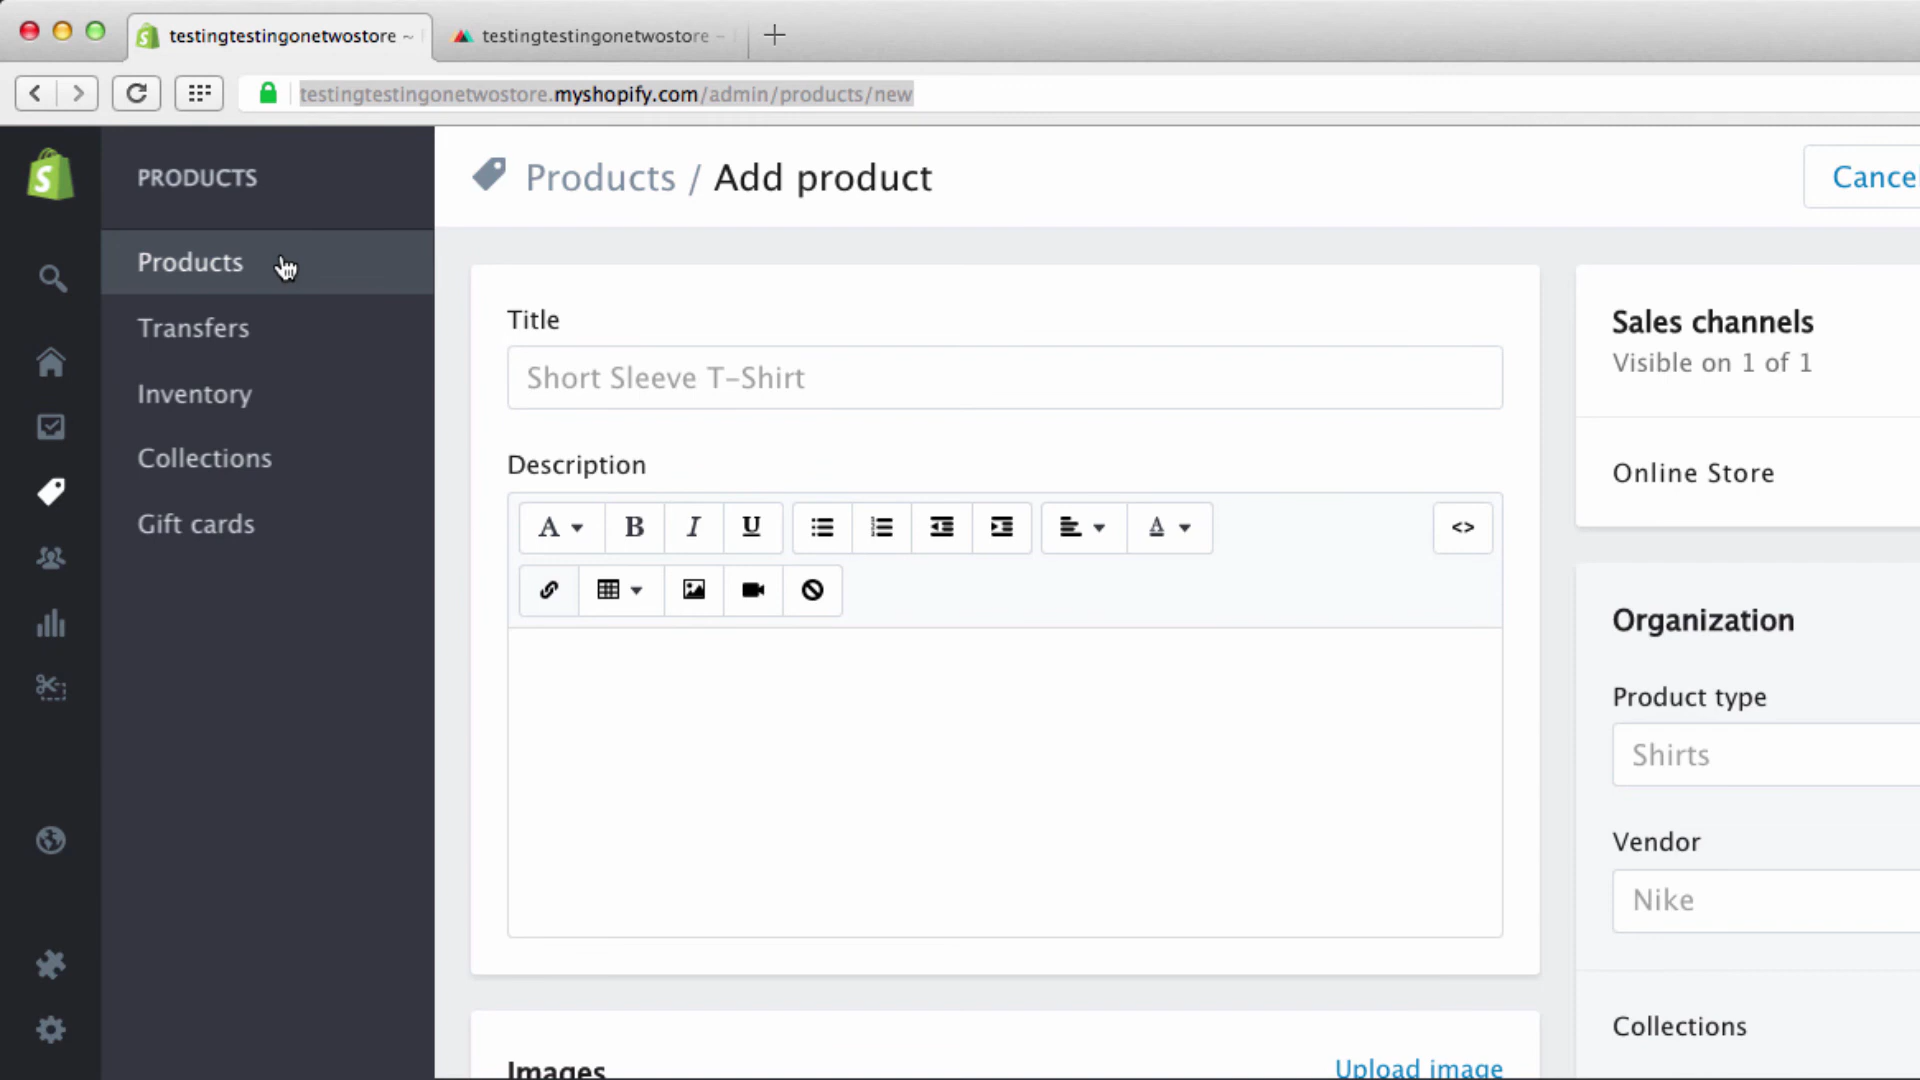 testingtestingonetwostore ~
testingtestingonetwostore ~
testingtestingonetwostore.myshopify.com/admin/products/new
PRODUCTS
Products
Transfers
Inventory
Collections
Gift cards
Products / Add product
Cancel
Title
Short Sleeve T-Shirt
Description
A
B
I
U
A
<>
Images
Upload image
Sales channels
Visible on 1 of 1
Online Store
Organization
Product type
Shirts
Vendor
Nike
Collections